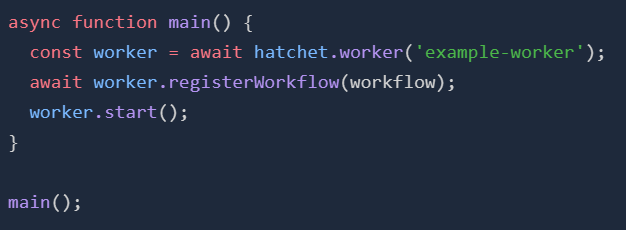 async function main() {
  const worker = await hatchet.worker('example-worker');
  await worker.registerWorkflow(workflow);
  worker.start();
}

main();